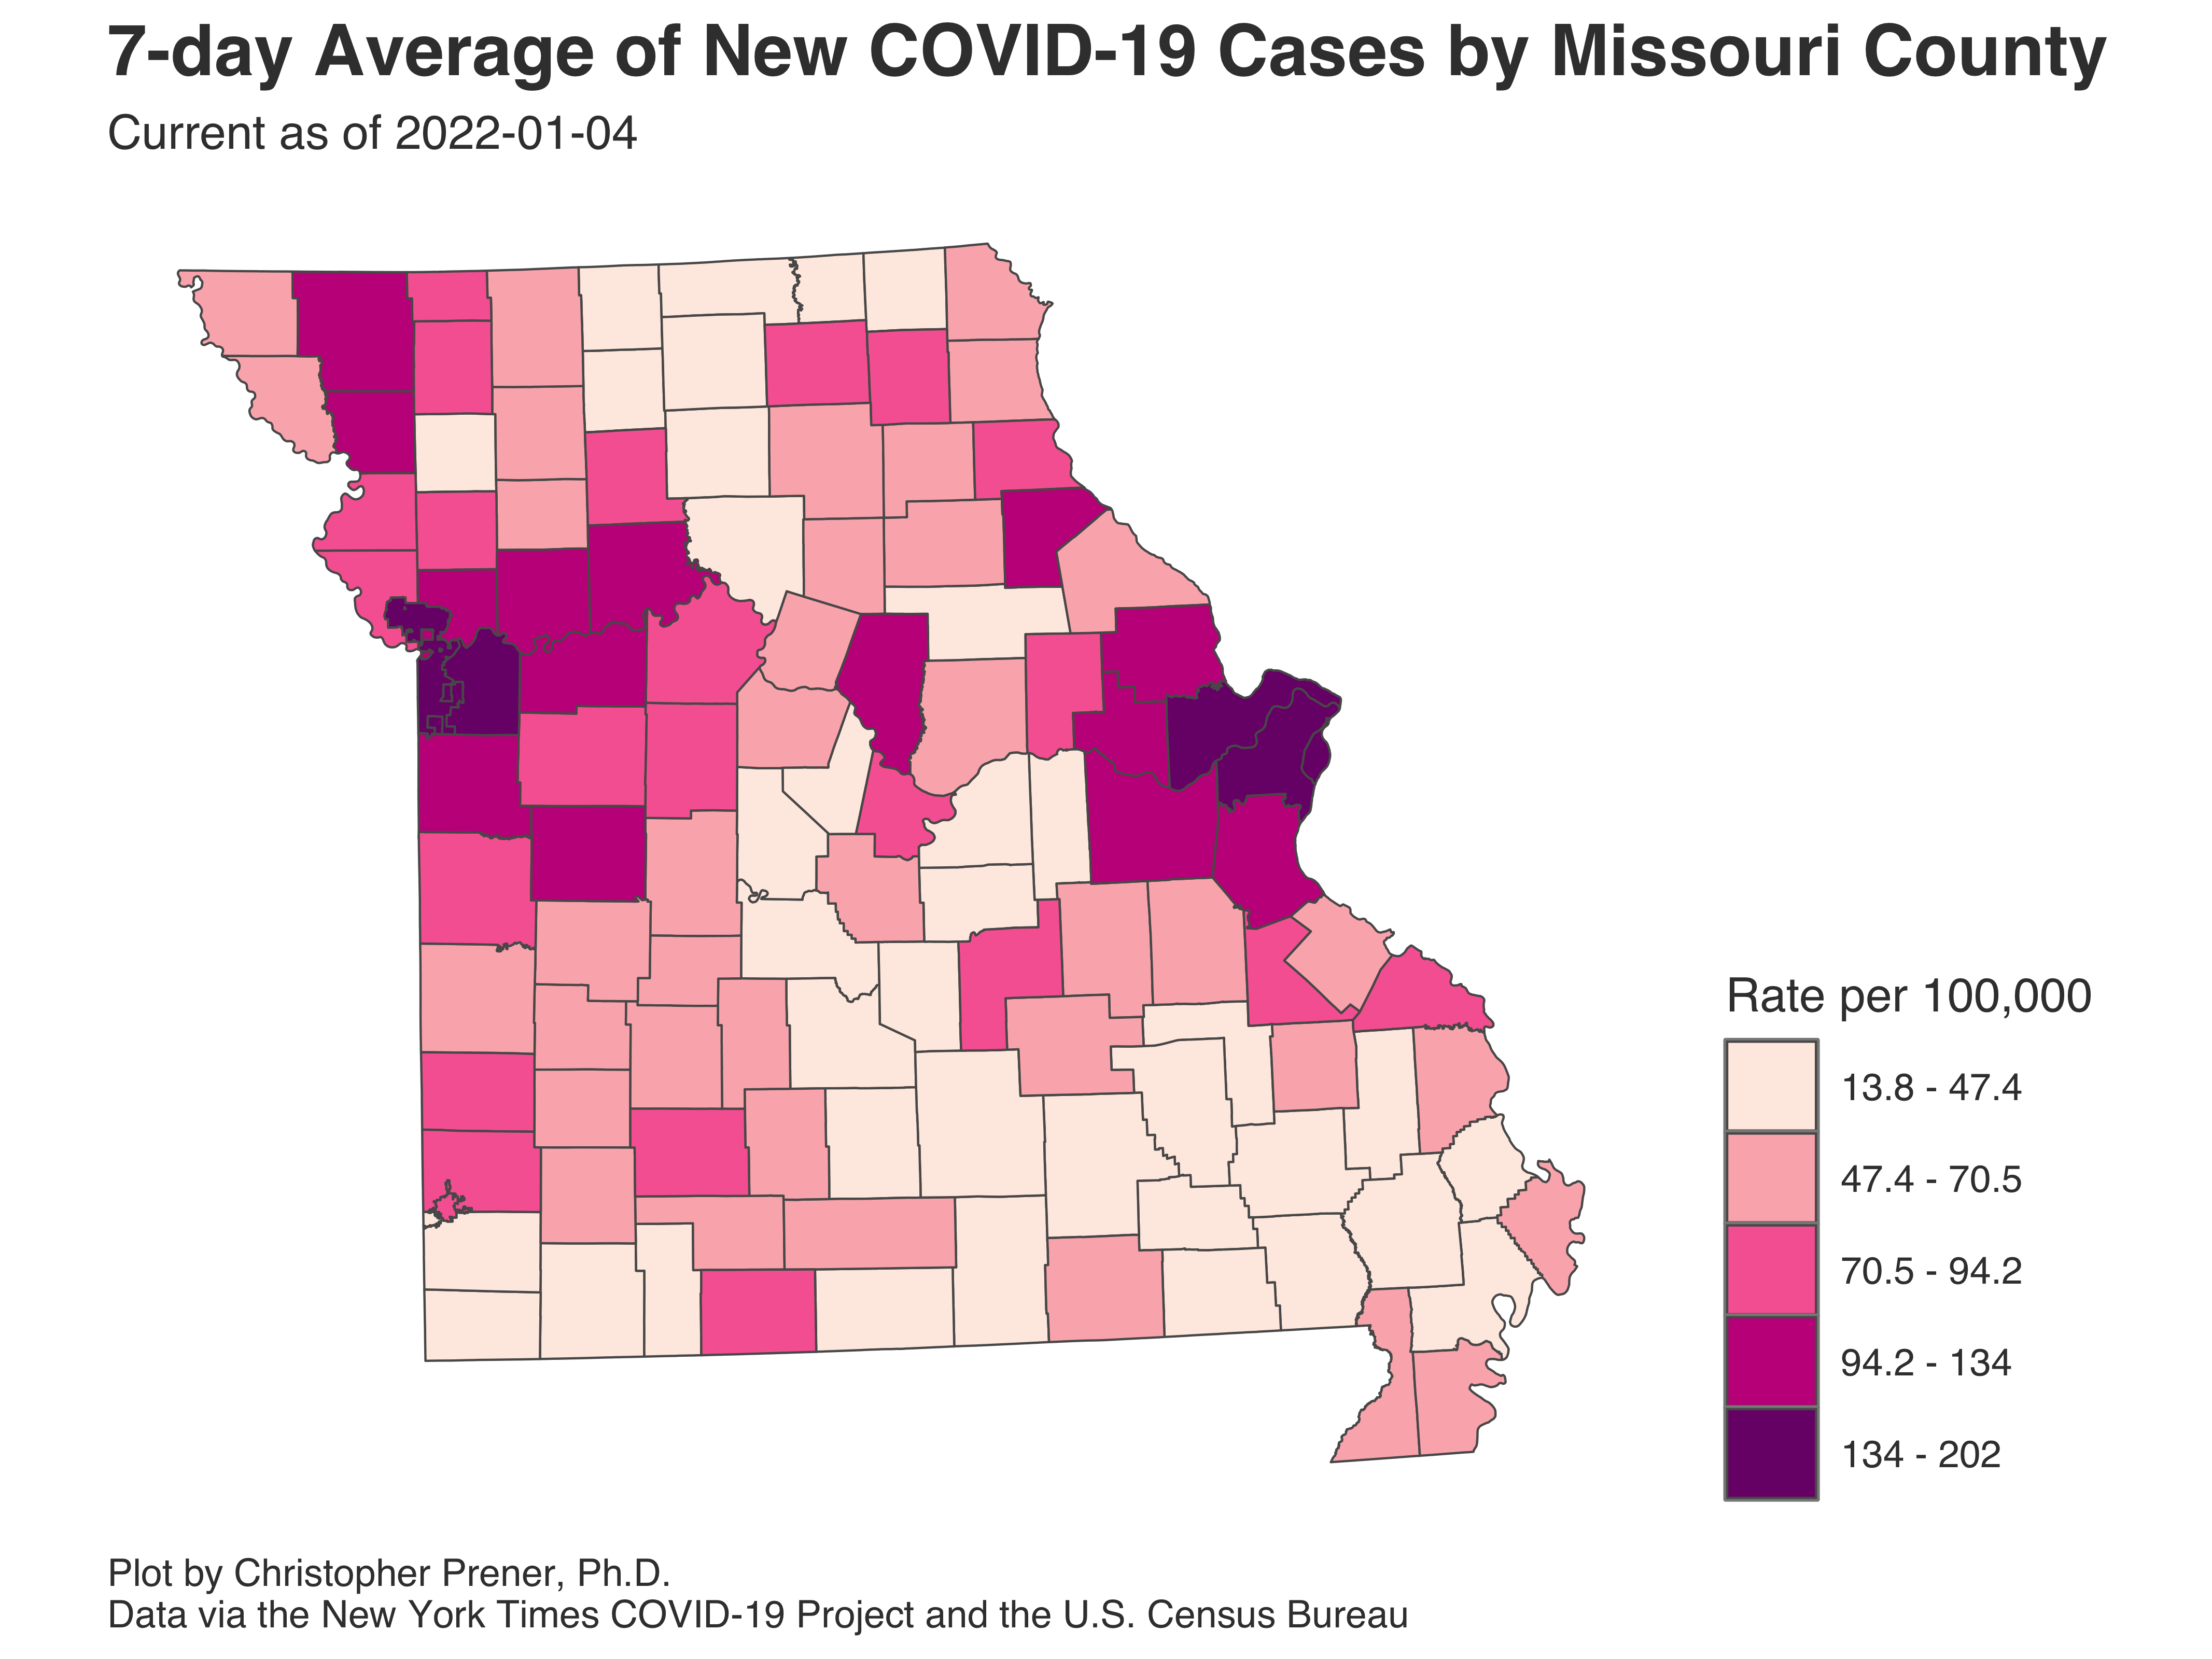 7-day Average of New COVID-19 Cases by Missouri County
Current as of 2022-01-04
Rate per 100,000
13.8 - 47.4
47.4 - 70.5
70.5 - 94.2
94.2 - 134
134 - 202
Plot by Christopher Prener, Ph.D.
Data via the New York Times COVID-19 Project and the U.S. Census Bureau